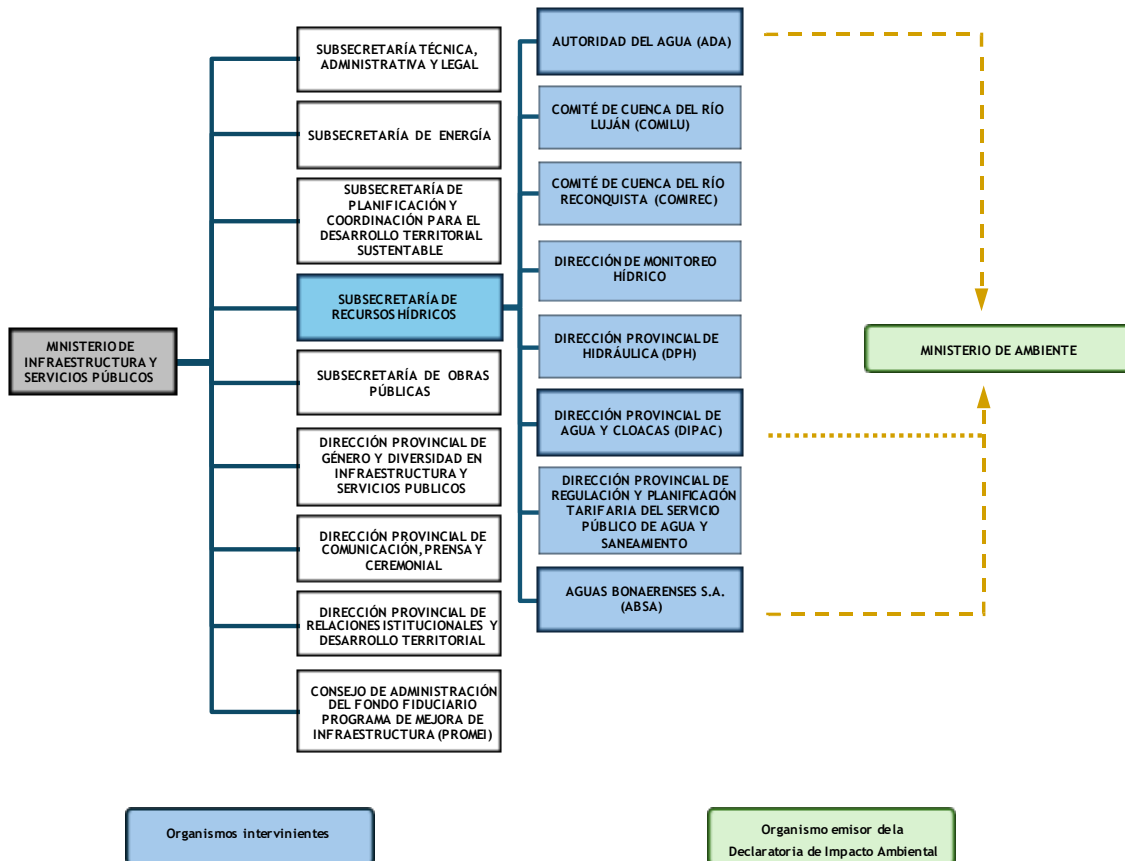 MINISTERIO DE
INFRAESTRUCTURA Y
SERVICIOS PÚBLICOS
SUBSECRETARÍA TÉCNICA,
ADMINISTRATIVA Y LEGAL
SUBSECRETARÍA DE ENERGÍA
SUBSECRETARÍA DE
PLANIFICACIÓN Y
COORDINACIÓN PARA EL
DESARROLLO TERRITORIAL
SUSTENTABLE
SUBSECRETARÍA DE
RECURSOS HÍDRICOS
SUBSECRETARÍA DE OBRAS
PÚBLICAS
DIRECCIÓN PROVINCIAL DE
GÉNERO Y DIVERSIDAD EN
INFRAESTRUCTURA Y
SERVICIOS PUBLICOS
DIRECCIÓN PROVINCIAL DE
COMUNICACIÓN, PRENSA Y
CEREMONIAL
DIRECCIÓN PROVINCIAL DE
RELACIONES ISTITUCIONALES Y
DESARROLLO TERRITORIAL
CONSEJO DE ADMINISTRACIÓN
DEL FONDO FIDUCIARIO
PROGRAMA DE MEJORA DE
INFRAESTRUCTURA (PROMEI)
AUTORIDAD DEL AGUA (ADA)
COMITÉ DE CUENCA DEL RÍO
LUJÁN (COMILU)
COMITÉ DE CUENCA DEL RÍO
RECONQUISTA (COMIREC)
DIRECCIÓN DE MONITOREO
HÍDRICO
DIRECCIÓN PROVINCIAL DE
HIDRÁULICA (DPH)
DIRECCIÓN PROVINCIAL DE
AGUA Y CLOACAS (DIPAC)
DIRECCIÓN PROVINCIAL DE
REGULACIÓN Y PLANIFICACIÓN
TARIFARIA DEL SERVICIO
PÚBLICO DE AGUA Y
SANEAMIENTO
AGUAS BONAERENSES S.A.
(ABSA)
MINISTERIO DE AMBIENTE
Organismos intervinientes
Organismo emisor de la
Declaratoria de Impacto Ambiental